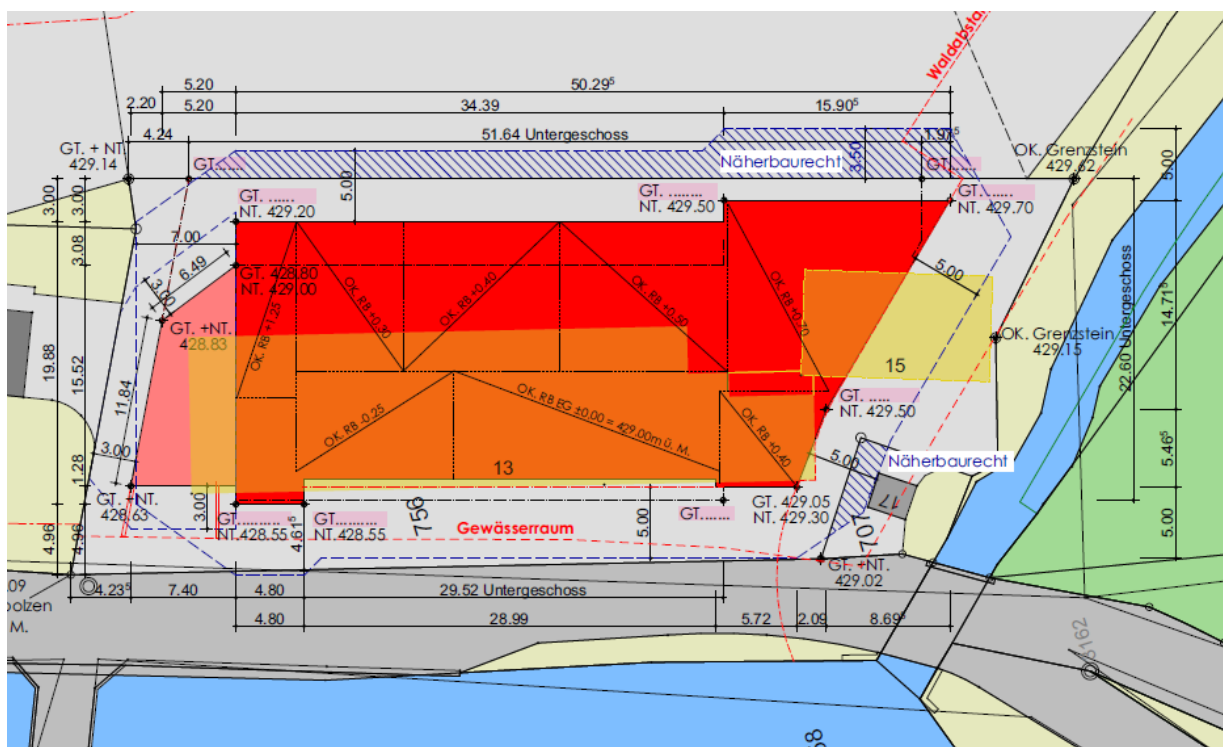 5.20
50.29⁵
2.20
5.20
34.39
15.90⁵
4.24
51.64 Untergeschoss
1.97⁵
GT. + NT.
429.14
GT......
5.00
Näherbaurecht
3.50
GT.......
OK. Grenzstein
429.62
5.00
Waldabsta
3.00
3.00
GT. ......
NT. 429.20
GT. .........
NT. 429.50
GT. .......
NT. 429.70
7.00
3.08
6.49
3.00
GT. 428.80
NT. 429.00
5.00
OK. RB +1.25
OK. RB +0.30
OK. RB +0.40
OK. RB +0.50
OK. RB +0.70
GT. +NT.
428.83
OK. Grenzstein
429.15
14.71⁵
22.60 Untergeschoss
19.88
15.52
11.84
15
GT. .....
NT. 429.50
OK. RB -0.25
OK. RB EG ±0.00 = 429.00m ü. M.
OK. RB +0.40
3.00
13
5.00
Näherbaurecht
5.46⁵
1.28
GT. +NT.
428.63
3.00
GT..........
NT.428.55
GT..........
NT.428.55
756
GT.......
GT. 429.05
NT. 429.30
17
707
4.96
4.96
4.61⁵
Gewässerraum
5.00
5.00
GT. +NT.
429.02
.09
oolzen
M.
4.23⁵
7.40
4.80
29.52 Untergeschoss
4.80
28.99
5.72
2.09
8.69⁵
6162